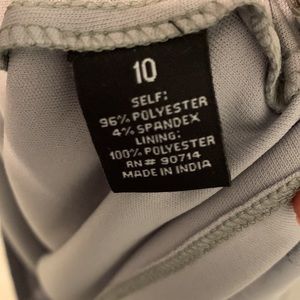 10
SELF:
96% POLYESTER
4% SPANDEX
LINING:
100% POLYESTER
RN# 90714
MADE IN INDIA